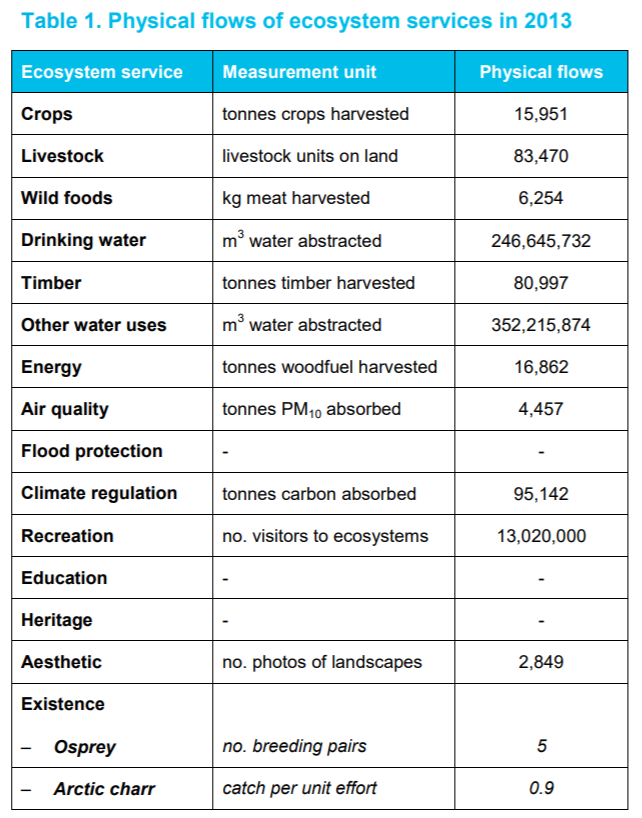 Table 1. Physical flows of ecosystem services in 2013
Ecosystem service Measurement unit Physical flows
Crops tonnes crops harvested 15,951
Livestock livestock units on land 83,470
Wild foods kg meat harvested 6,254
Drinking water m³ water abstracted 246,645,732
Timber tonnes timber harvested 80,997
Other water uses m³ water abstracted 352,215,874
Energy tonnes woodfuel harvested 16,862
Air quality tonnes PM₁₀ absorbed 4,457
Flood protection - -
Climate regulation tonnes carbon absorbed 95,142
Recreation no. visitors to ecosystems 13,020,000
Education - -
Heritage - -
Aesthetic no. photos of landscapes 2,849
Existence
– Osprey no. breeding pairs 5
– Arctic charr catch per unit effort 0.9